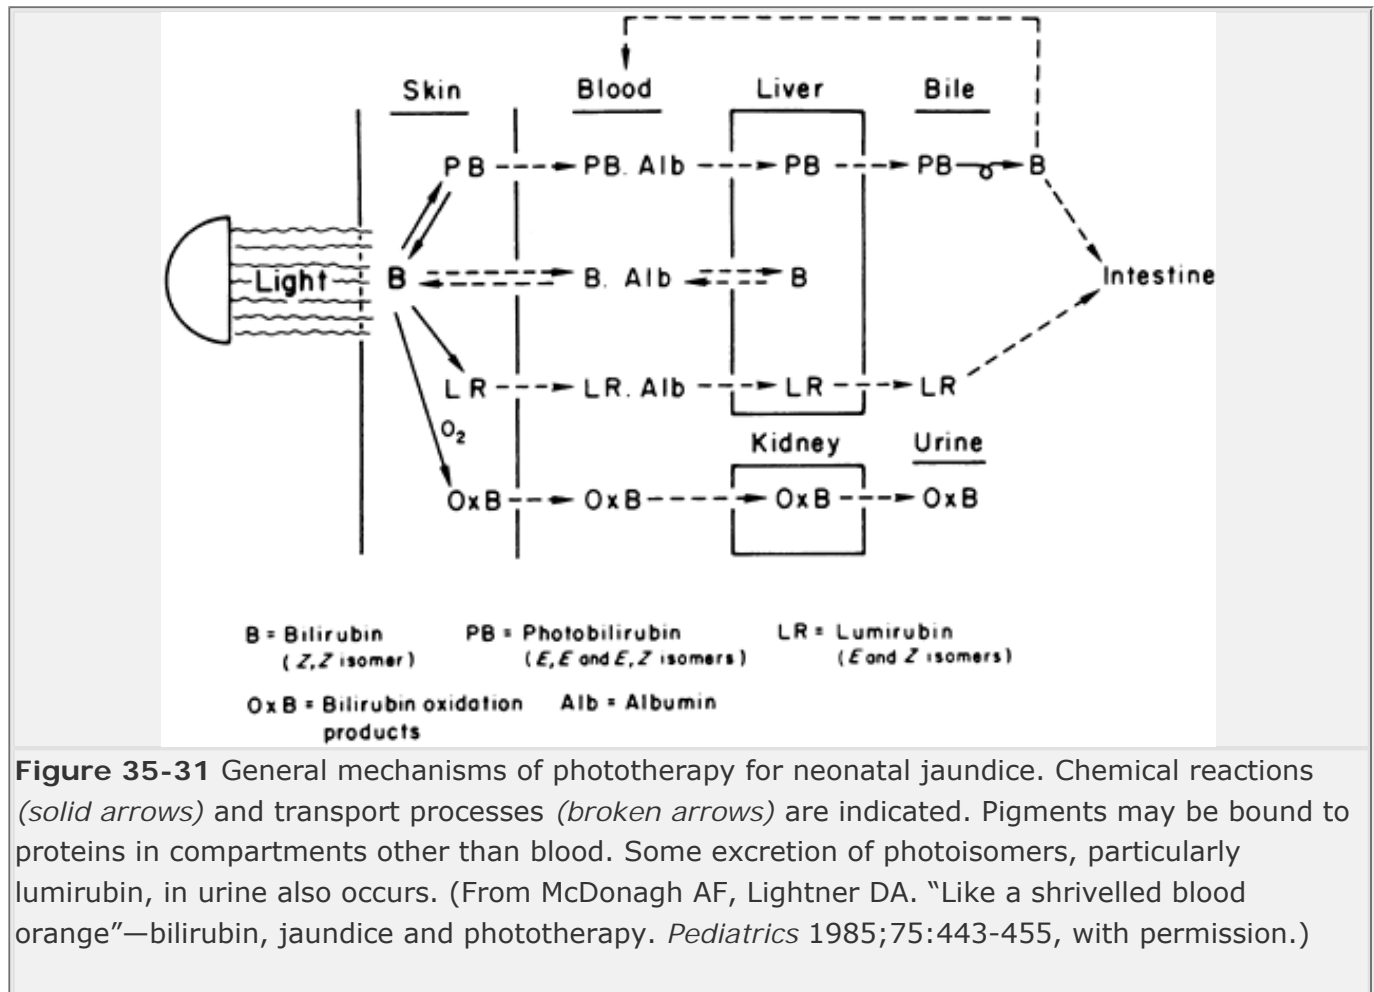 Skin Blood Liver Bile
PB PB. Alb PB PB B
Light B B. Alb B Intestine
LR LR. Alb LR LR
O2
Kidney Urine
OxB OxB OxB OxB
B = Bilirubin PB = Photobilirubin LR = Lumirubin
(Z,Z isomer) (E,E and E,Z isomers) (E and Z isomers)
OxB = Bilirubin oxidation Alb = Albumin
products
Figure 35-31 General mechanisms of phototherapy for neonatal jaundice. Chemical reactions
(solid arrows) and transport processes (broken arrows) are indicated. Pigments may be bound to
proteins in compartments other than blood. Some excretion of photoisomers, particularly
lumirubin, in urine also occurs. (From McDonagh AF, Lightner DA. “Like a shrivelled blood
orange”—bilirubin, jaundice and phototherapy. Pediatrics 1985;75:443-455, with permission.)